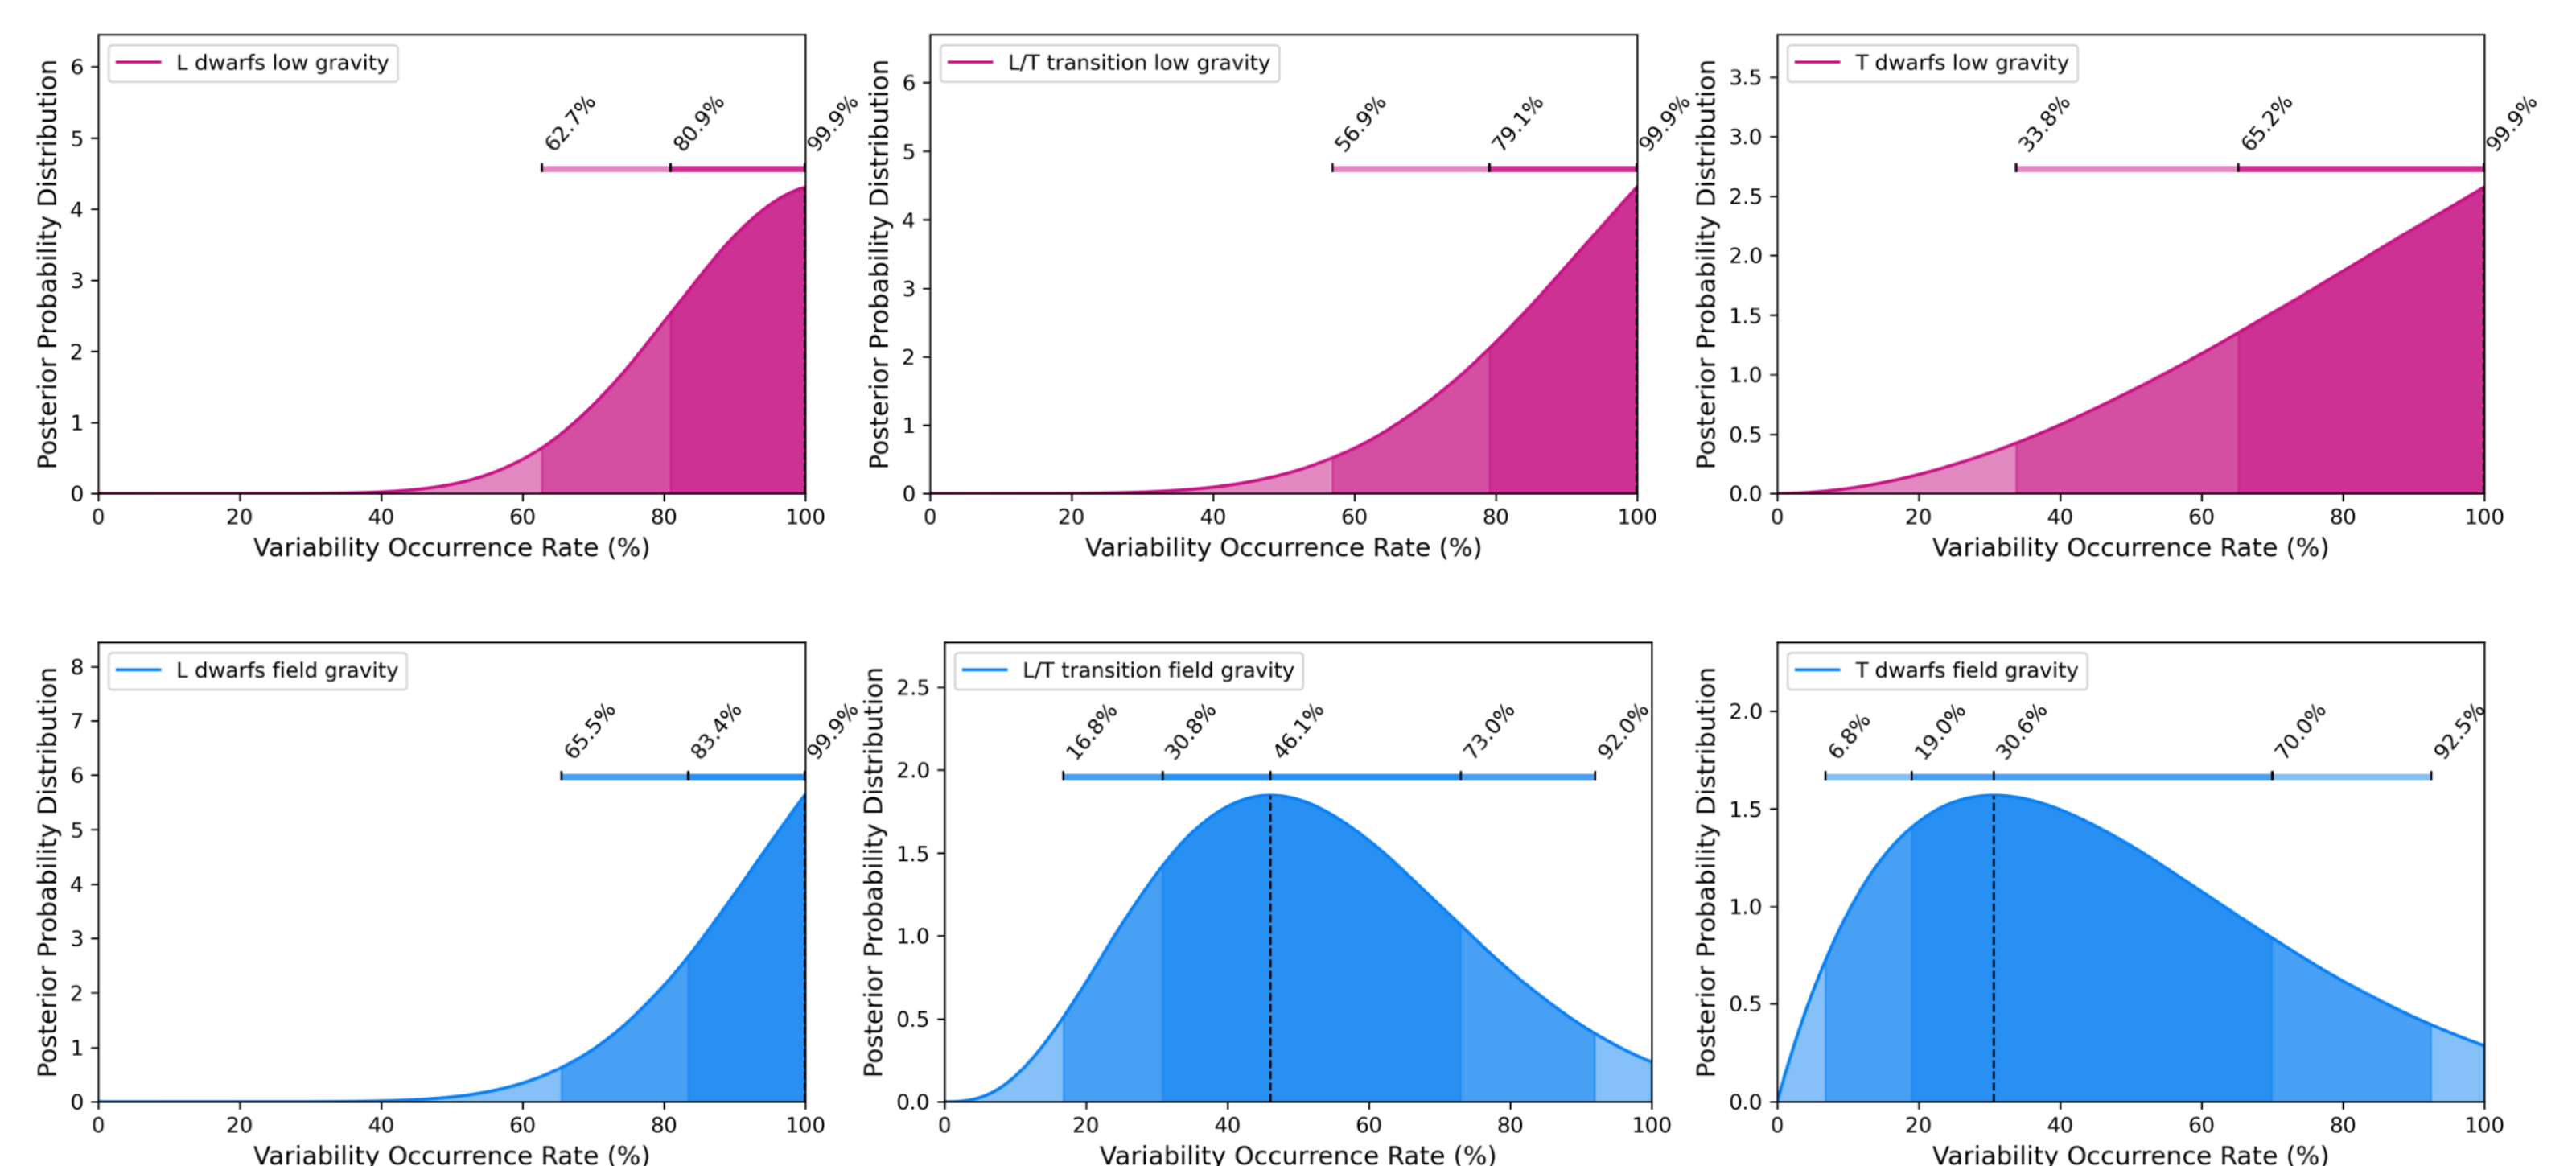 L dwarfs low gravity
Posterior Probability Distribution
6
5
4
3
2
1
0
62.7%
80.9%
99.9%
0 20 40 60 80 100
Variability Occurrence Rate (%)
L/T transition low gravity
Posterior Probability Distribution
6
5
4
3
2
1
0
56.9%
79.1%
99.9%
0 20 40 60 80 100
Variability Occurrence Rate (%)
T dwarfs low gravity
Posterior Probability Distribution
3.5
3.0
2.5
2.0
1.5
1.0
0.5
0.0
33.8%
65.2%
99.9%
0 20 40 60 80 100
Variability Occurrence Rate (%)
L dwarfs field gravity
Posterior Probability Distribution
8
7
6
5
4
3
2
1
0
65.5%
83.4%
99.9%
0 20 40 60 80 100
Variability Occurrence Rate (%)
L/T transition field gravity
Posterior Probability Distribution
2.5
2.0
1.5
1.0
0.5
0.0
16.8%
30.8%
46.1%
73.0%
92.0%
0 20 40 60 80 100
Variability Occurrence Rate (%)
T dwarfs field gravity
Posterior Probability Distribution
2.0
1.5
1.0
0.5
0.0
6.8%
19.0%
30.6%
70.0%
92.5%
0 20 40 60 80 100
Variability Occurrence Rate (%)